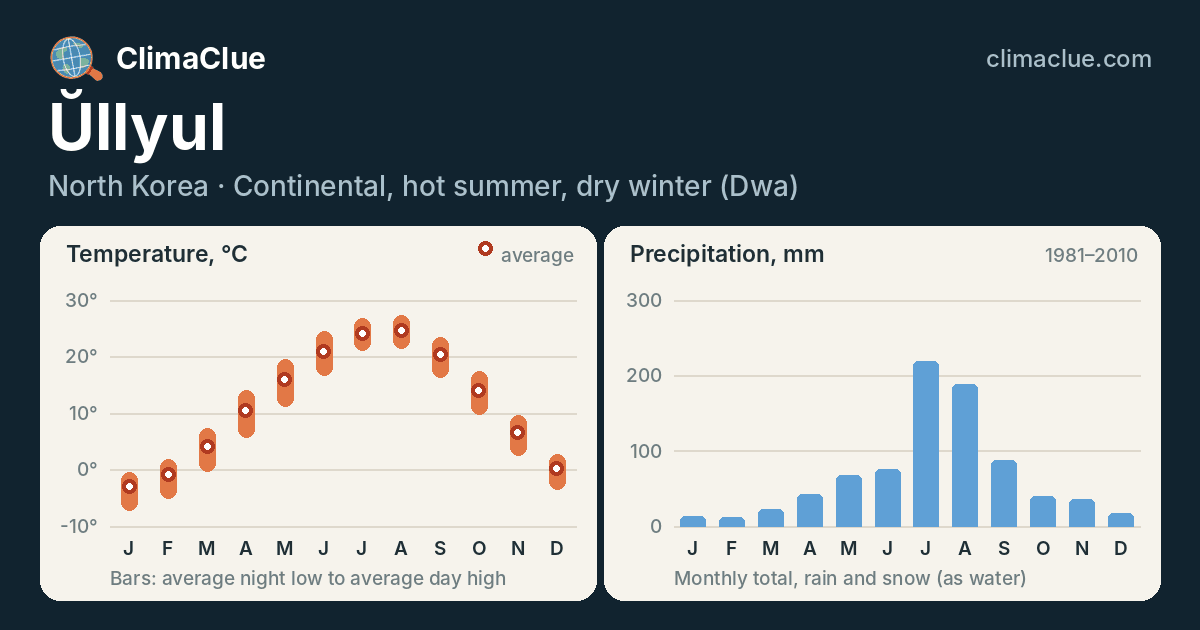 ClimaClue
climaclue.com
Ŭllyul
North Korea · Continental, hot summer, dry winter (Dwa)
Temperature, °C
average
30°
20°
10°
0°
-10°
J F M A M J J A S O N D
Bars: average night low to average day high
Precipitation, mm
1981–2010
300
200
100
0
J F M A M J J A S O N D
Monthly total, rain and snow (as water)